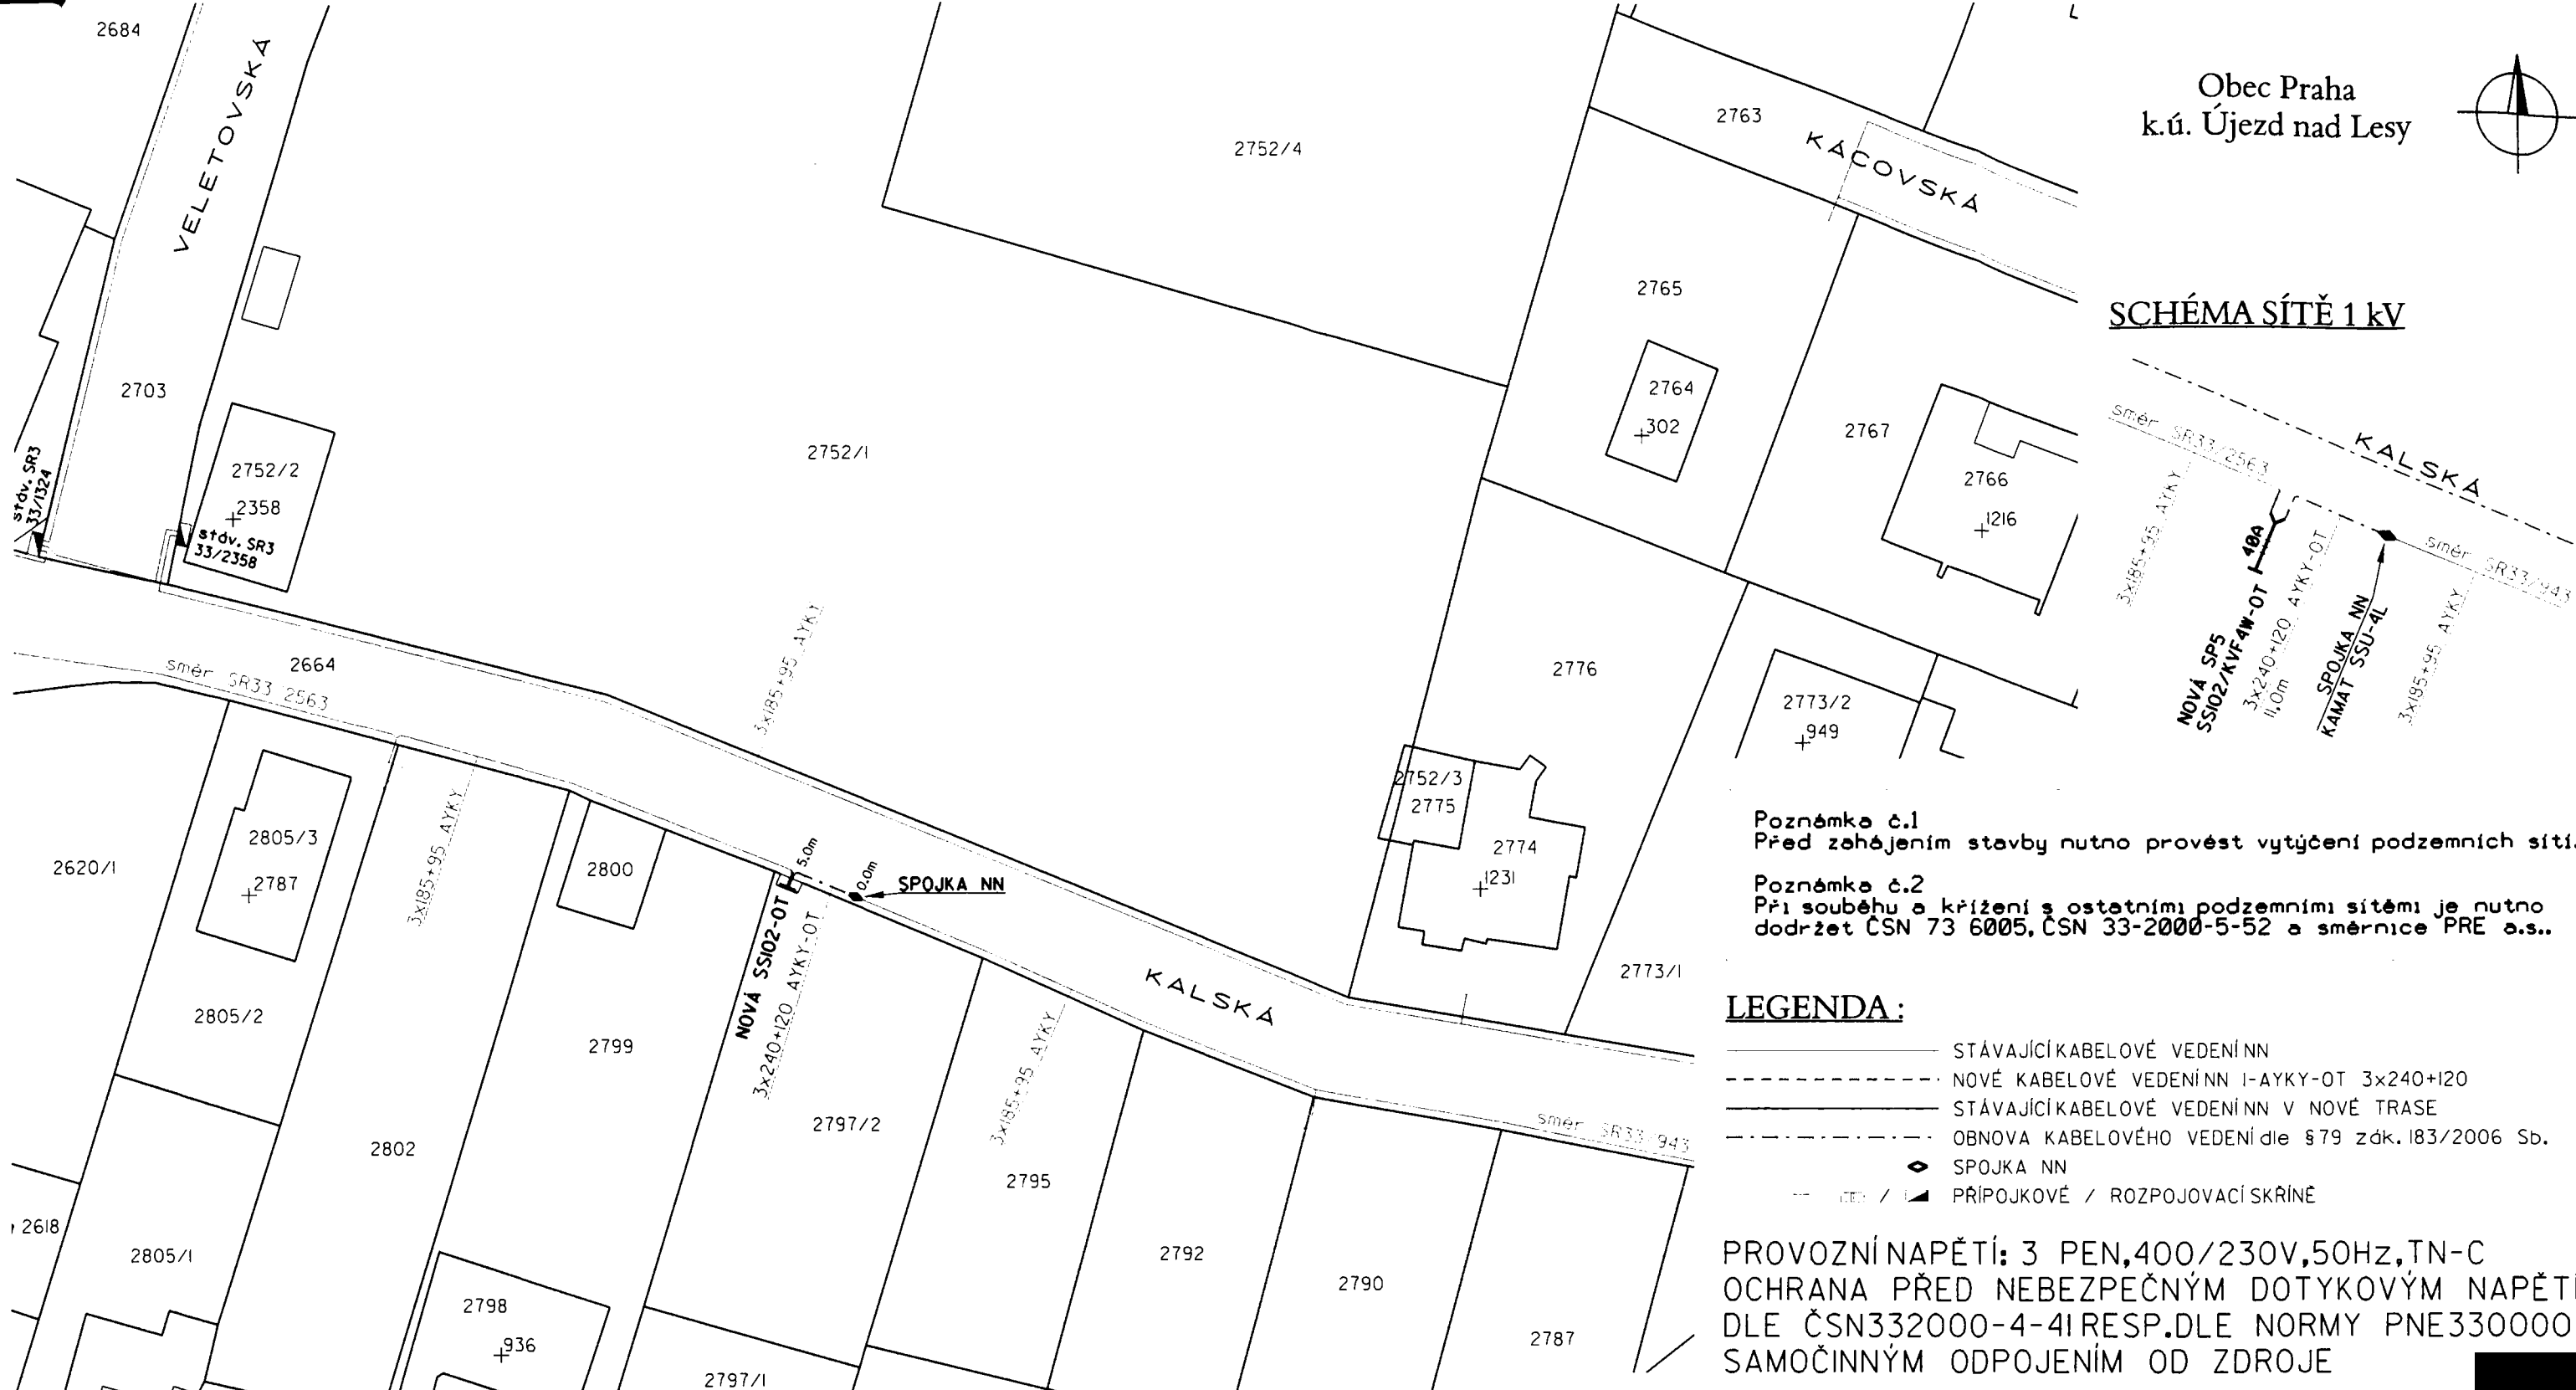 2684
VELETOVSKÁ
2703
stáv. SR3
33/1324
2752/2
2358
stáv. SR3
33/2358
2752/4
2752/1
2763
KÁCOVSKÁ
2765
2764
302
2767
2766
1216
2776
2773/2
949
2752/3
2775
2774
1231
2773/1
2664
směr SR33 2563
3x185+95 AYKY
2620/1
2805/3
2787
2805/2
3x185+95 AYKY
2800
5.0m
0.0m
SPOJKA NN
NOVÁ SS102-OT
3x240+120 AYKY-OT
KALSKÁ
2799
2797/2
3x185+95 AYKY
2795
směr SR33/943
2802
2618
2805/1
2798
936
2797/1
2792
2790
2787
Obec Praha
k.ú. Újezd nad Lesy
SCHÉMA SÍTĚ 1 kV
směr SR33/2563
KALSKÁ
směr SR33/943
3x185+95 AYKY
40A
NOVÁ SP5
SS102/KVF4W-OT
3x240+120 AYKY-OT
11,0m
SPOJKA NN
KAMAT SSU-4L
3x185+95 AYKY
Poznámka č.1
Před zahájením stavby nutno provést vytýčení podzemních sítí.
Poznámka č.2
Při souběhu a křížení s ostatními podzemními sítěmi je nutno
dodržet ČSN 73 6005, ČSN 33-2000-5-52 a směrnice PRE a.s..
LEGENDA :
STÁVAJÍCÍ KABELOVÉ VEDENÍ NN
NOVÉ KABELOVÉ VEDENÍ NN 1-AYKY-OT 3x240+120
STÁVAJÍCÍ KABELOVÉ VEDENÍ NN V NOVÉ TRASE
OBNOVA KABELOVÉHO VEDENÍ dle §79 zák. 183/2006 Sb.
SPOJKA NN
PŘÍPOJKOVÉ / ROZPOJOVACÍ SKŘÍNĚ
PROVOZNÍ NAPĚTÍ: 3 PEN,400/230V,50Hz,TN-C
OCHRANA PŘED NEBEZPEČNÝM DOTYKOVÝM NAPĚTÍ
DLE ČSN332000-4-41 RESP.DLE NORMY PNE330000
SAMOČINNÝM ODPOJENÍM OD ZDROJE